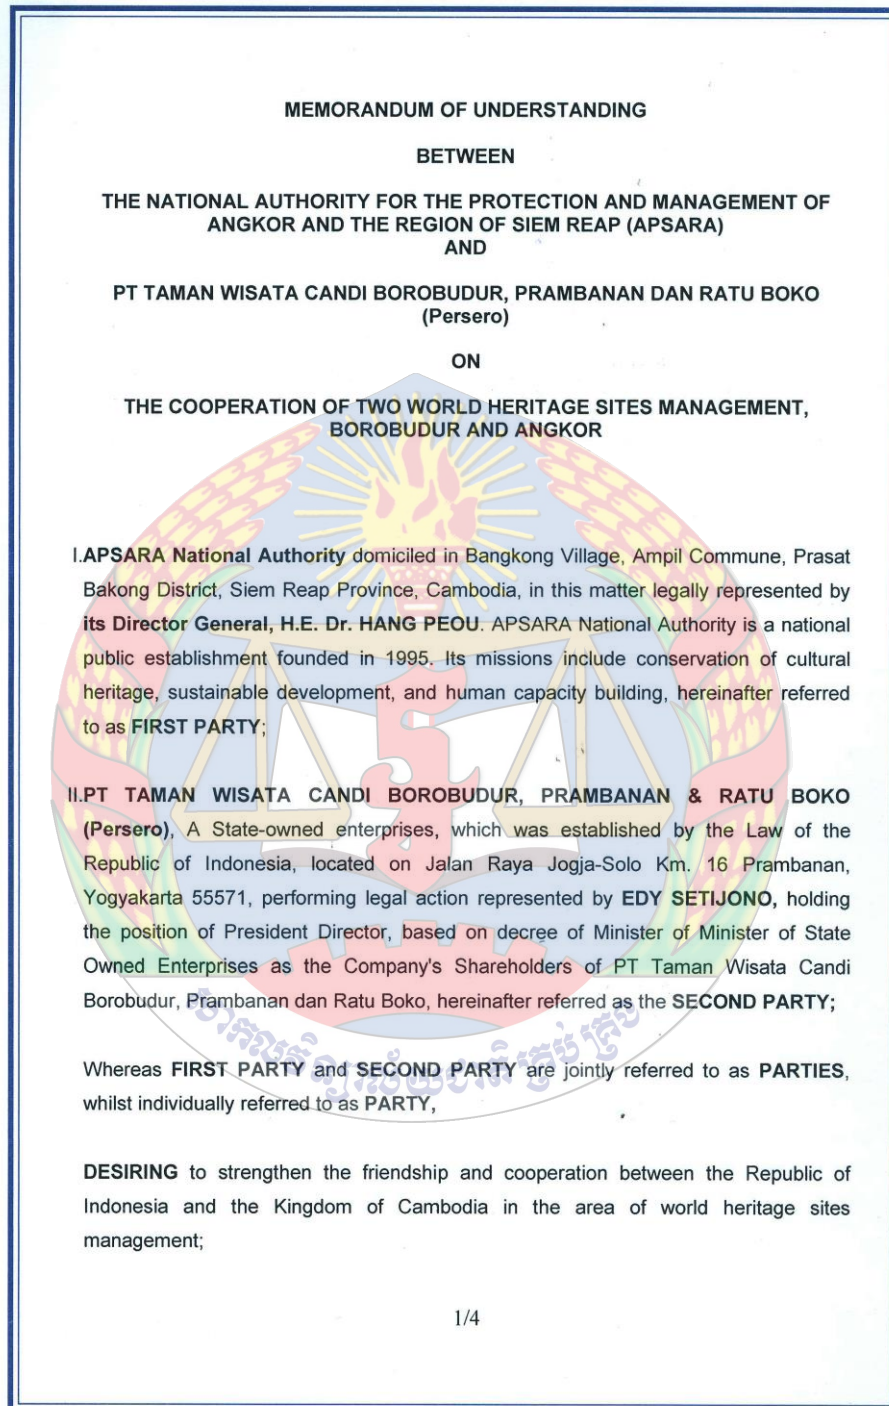 MEMORANDUM OF UNDERSTANDING
BETWEEN
THE NATIONAL AUTHORITY FOR THE PROTECTION AND MANAGEMENT OF
ANGKOR AND THE REGION OF SIEM REAP (APSARA)
AND
PT TAMAN WISATA CANDI BOROBUDUR, PRAMBANAN DAN RATU BOKO
(Persero)
ON
THE COOPERATION OF TWO WORLD HERITAGE SITES MANAGEMENT,
BOROBUDUR AND ANGKOR
I.APSARA National Authority domiciled in Bangkong Village, Ampil Commune, Prasat
Bakong District, Siem Reap Province, Cambodia, in this matter legally represented by
its Director General, H.E. Dr. HANG PEOU. APSARA National Authority is a national
public establishment founded in 1995. Its missions include conservation of cultural
heritage, sustainable development, and human capacity building, hereinafter referred
to as FIRST PARTY;
II.PT TAMAN WISATA CANDI BOROBUDUR, PRAMBANAN & RATU BOKO
(Persero), A State-owned enterprises, which was established by the Law of the
Republic of Indonesia, located on Jalan Raya Jogja-Solo Km. 16 Prambanan,
Yogyakarta 55571, performing legal action represented by EDY SETIJONO, holding
the position of President Director, based on decree of Minister of Minister of State
Owned Enterprises as the Company's Shareholders of PT Taman Wisata Candi
Borobudur, Prambanan dan Ratu Boko, hereinafter referred as the SECOND PARTY;
Whereas FIRST PARTY and SECOND PARTY are jointly referred to as PARTIES,
whilst individually referred to as PARTY,
DESIRING to strengthen the friendship and cooperation between the Republic of
Indonesia and the Kingdom of Cambodia in the area of world heritage sites
management;
1/4